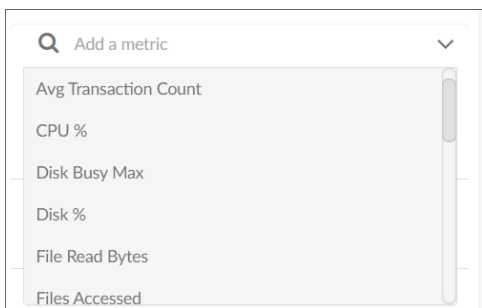 Add a metric
Avg Transaction Count
CPU %
Disk Busy Max
Disk %
File Read Bytes
Files Accessed